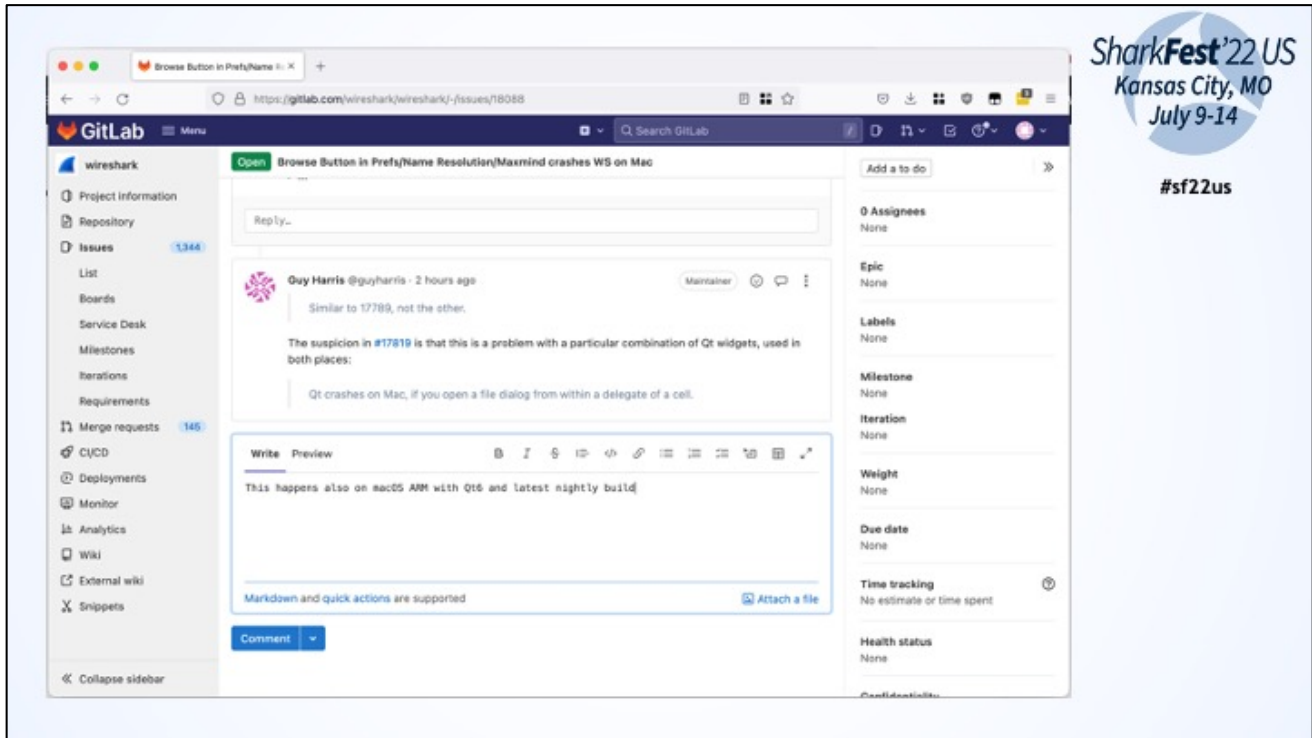 Browse Button in Prefs/Name R
https://gitlab.com/wireshark/wireshark/-/issues/18088
GitLab
Menu
Search GitLab
wireshark
Project information
Repository
Issues 1,344
List
Boards
Service Desk
Milestones
Iterations
Requirements
Merge requests 145
CI/CD
Deployments
Monitor
Analytics
Wiki
External wiki
Snippets
Collapse sidebar
Open Browse Button in Prefs/Name Resolution/Maxmind crashes WS on Mac
Reply…
Guy Harris @guyharris · 2 hours ago
Maintainer
Similar to 17789, not the other.
The suspicion in #17819 is that this is a problem with a particular combination of Qt widgets, used in
both places:
Qt crashes on Mac, if you open a file dialog from within a delegate of a cell.
Write Preview
This happens also on macOS ARM with Qt6 and latest nightly build
Markdown and quick actions are supported
Attach a file
Comment
Add a to do
0 Assignees
None
Epic
None
Labels
None
Milestone
None
Iteration
None
Weight
None
Due date
None
Time tracking
No estimate or time spent
Health status
None
Confidentiality
SharkFest'22 US
Kansas City, MO
July 9-14
#sf22us